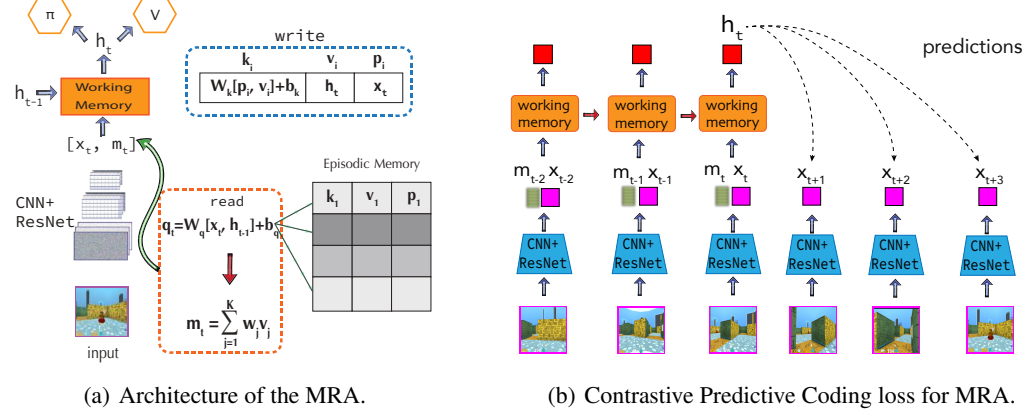 π V
h_t
write
k_i v_i p_i
W_k[p_i, v_i]+b_k h_t x_t
h_{t-1}
Working
Memory
[x_t, m_t]
CNN+
ResNet
input
read
q_t=W_q[x_t, h_{t-1}]+b_q
m_t = \sum_{j=1}^{K} w_j v_j
Episodic Memory
k_1 v_1 p_1
(a) Architecture of the MRA.
h_t
predictions
working
memory
working
memory
working
memory
m_{t-2} x_{t-2}
m_{t-1} x_{t-1}
m_t x_t
x_{t+1}
x_{t+2}
x_{t+3}
CNN+
ResNet
CNN+
ResNet
CNN+
ResNet
CNN+
ResNet
CNN+
ResNet
CNN+
ResNet
(b) Contrastive Predictive Coding loss for MRA.